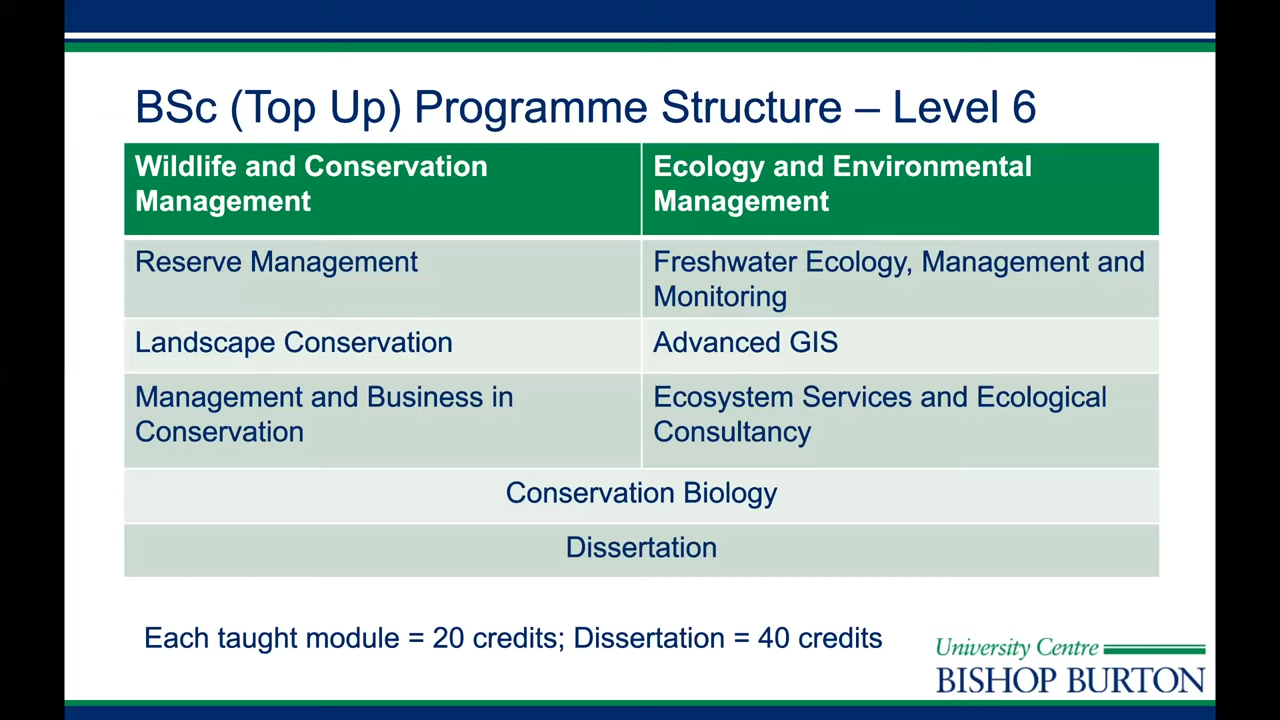 BSc (Top Up) Programme Structure – Level 6
Wildlife and Conservation
Management
Ecology and Environmental
Management
Reserve Management
Freshwater Ecology, Management and
Monitoring
Landscape Conservation
Advanced GIS
Management and Business in
Conservation
Ecosystem Services and Ecological
Consultancy
Conservation Biology
Dissertation
Each taught module = 20 credits; Dissertation = 40 credits
University Centre
BISHOP BURTON